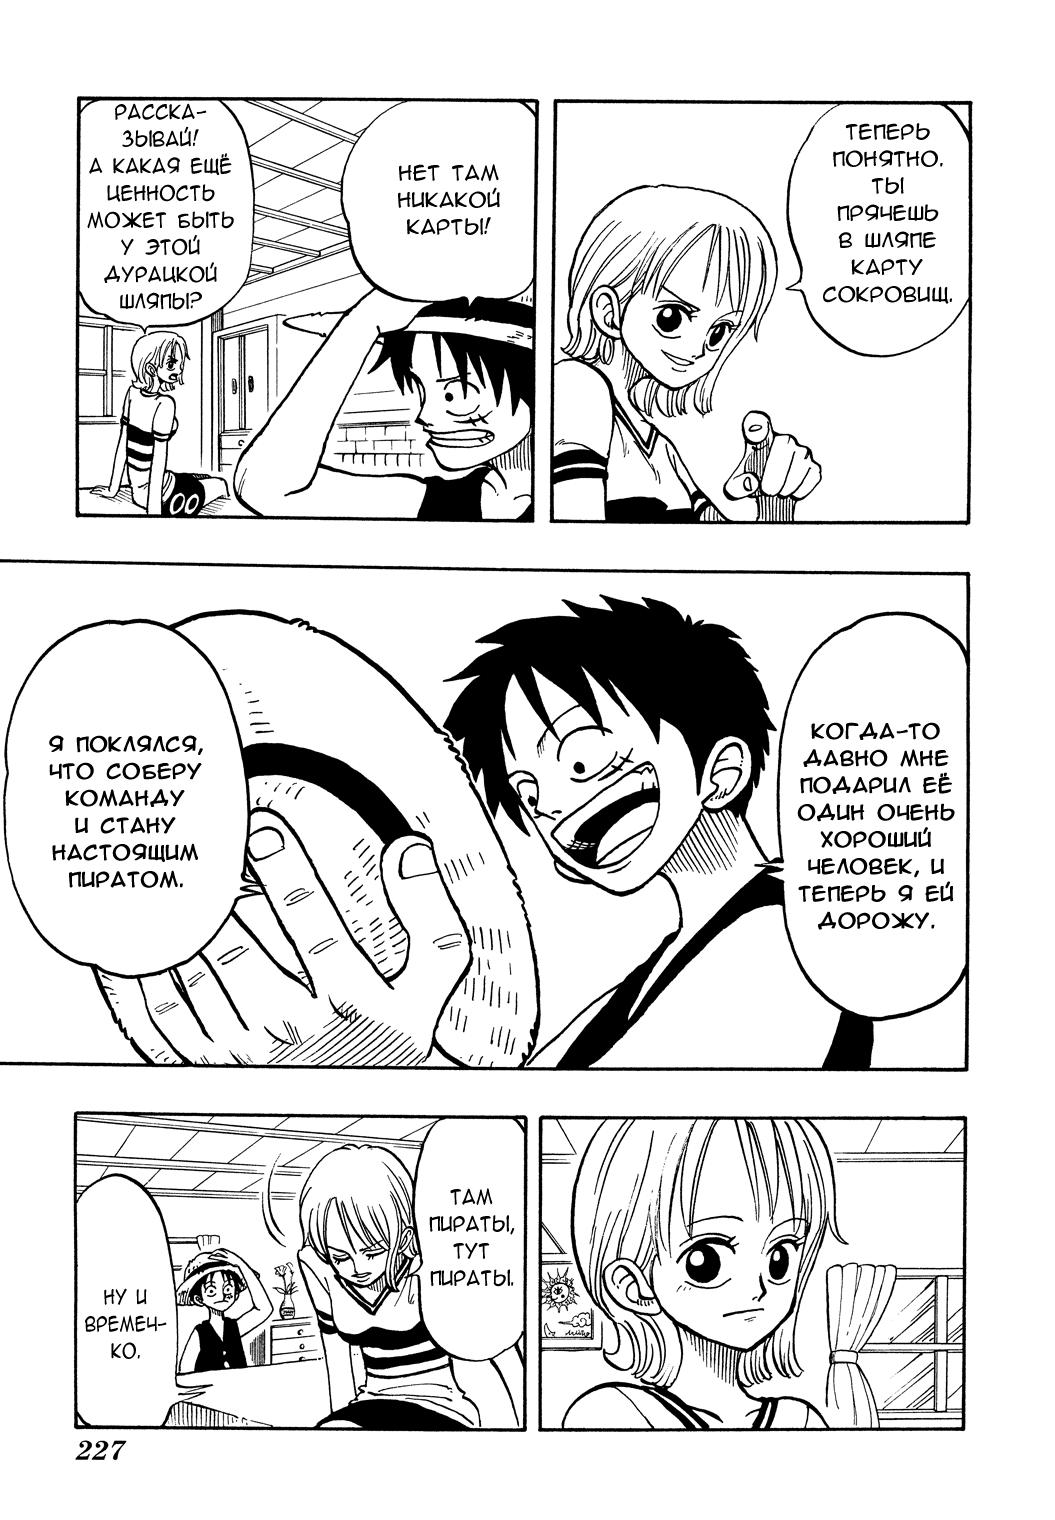 ТЕПЕРЬ
ПОНЯТНО.
ТЫ
ПРЯЧЕШЬ
В ШЛЯПЕ
КАРТУ
СОКРОВИЩ.
НЕТ ТАМ
НИКАКОЙ
КАРТЫ!
РАССКА-
ЗЫВАЙ!
А КАКАЯ ЕЩЁ
ЦЕННОСТЬ
МОЖЕТ БЫТЬ
У ЭТОЙ
ДУРАЦКОЙ
ШЛЯПЫ?
КОГДА-ТО
ДАВНО МНЕ
ПОДАРИЛ ЕЁ
ОДИН ОЧЕНЬ
ХОРОШИЙ
ЧЕЛОВЕК, И
ТЕПЕРЬ Я ЕЙ
ДОРОЖУ.
Я ПОКЛЯЛСЯ,
ЧТО СОБЕРУ
КОМАНДУ
И СТАНУ
НАСТОЯЩИМ
ПИРАТОМ.
ТАМ
ПИРАТЫ,
ТУТ
ПИРАТЫ.
НУ И
ВРЕМЕЧ-
КО.
227